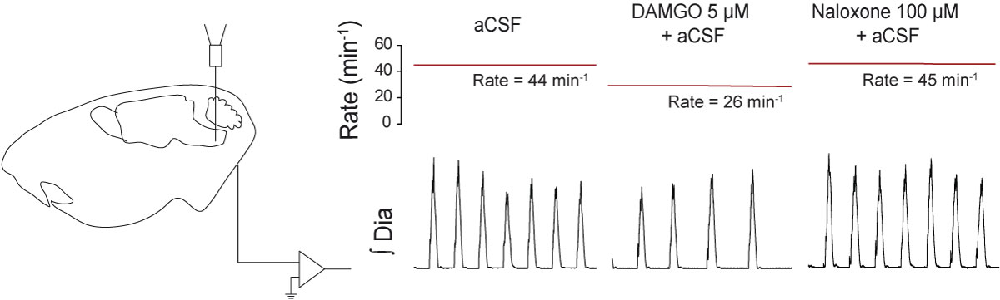 aCSF
DAMGO 5 µM
+ aCSF
Naloxone 100 µM
+ aCSF
Rate (min⁻¹)
60
40
20
0
Rate = 44 min⁻¹
Rate = 26 min⁻¹
Rate = 45 min⁻¹
∫ Dia